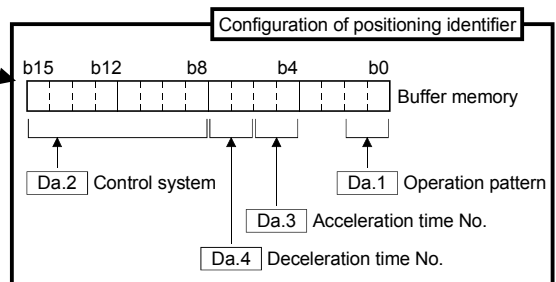 Configuration of positioning identifier
b15 b12 b8 b4 b0
Buffer memory
Da.2 Control system
Da.1 Operation pattern
Da.3 Acceleration time No.
Da.4 Deceleration time No.